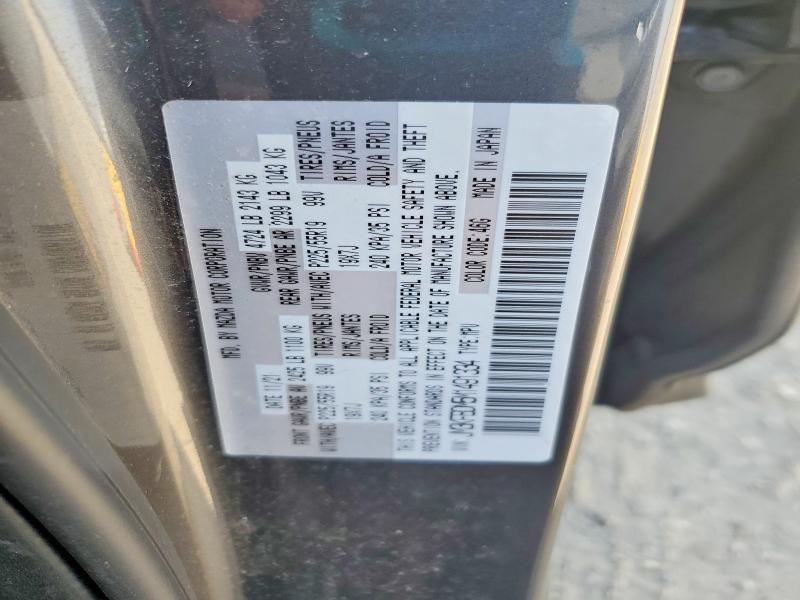 MFD. BY MAZDA MOTOR CORPORATION
DATE 11/21 GVWR/PNBV 4724 LB 2143 KG
FRONT GAWR/PNBE AV 2425 LB 1100 KG REAR GAWR/PNBE AR 2299 LB 1043 KG
WITH/AVEC P225/55R19 99V TIRES/PNEUS WITH/AVEC P225/55R19 99V TIRES/PNEUS
19X7J RIMS/JANTES 19X7J RIMS/JANTES
240 KPA/35 PSI COLD/A FROID 240 KPA/35 PSI COLD/A FROID
THIS VEHICLE CONFORMS TO ALL APPLICABLE FEDERAL MOTOR VEHICLE SAFETY AND THEFT
PREVENTION STANDARDS IN EFFECT ON THE DATE OF MANUFACTURE SHOWN ABOVE.
VIN TYPE MPV COLOR CODE 46G MADE IN JAPAN